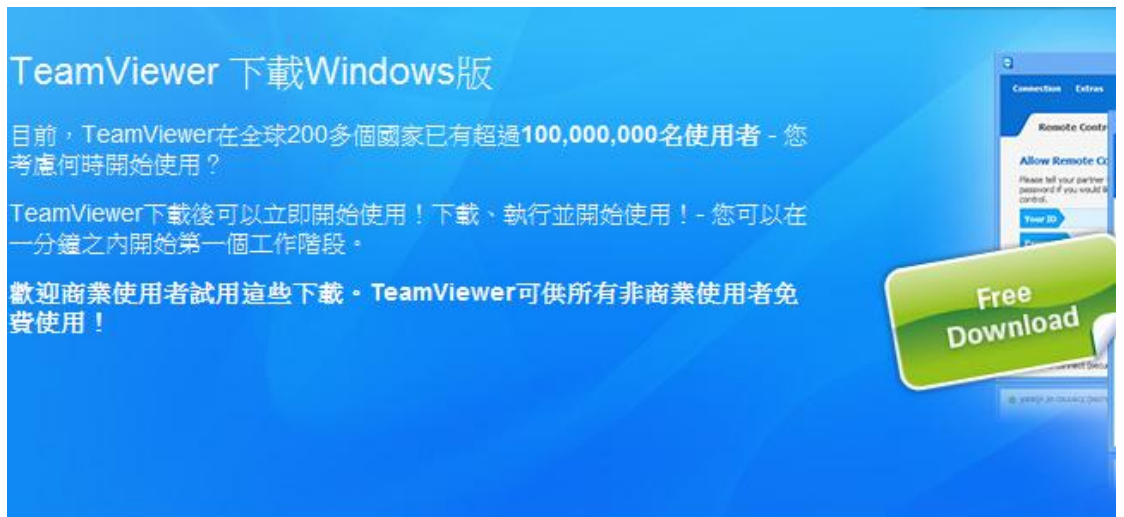 TeamViewer 下載Windows版
目前，TeamViewer在全球200多個國家已有超過100,000,000名使用者 - 您
考慮何時開始使用？
TeamViewer下載後可以立即開始使用！下載、執行並開始使用！- 您可以在
一分鐘之內開始第一個工作階段。
歡迎商業使用者試用這些下載。TeamViewer可供所有非商業使用者免
費使用！
Connection Extras
Remote Contr
Allow Remote Co
Please tell your partner
password if you would li
control.
Your ID
Free
Download